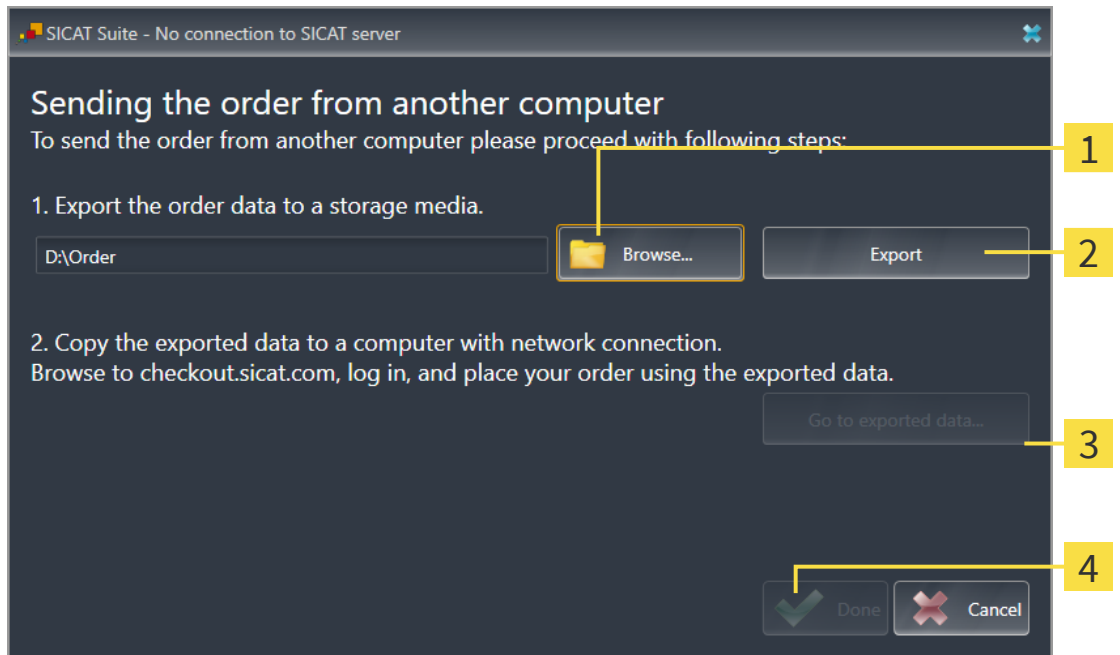 SICAT Suite - No connection to SICAT server
Sending the order from another computer
To send the order from another computer please proceed with following steps:
1
1. Export the order data to a storage media.
D:\Order
Browse...
Export
2
2. Copy the exported data to a computer with network connection.
Browse to checkout.sicat.com, log in, and place your order using the exported data.
Go to exported data...
3
4
Done
Cancel